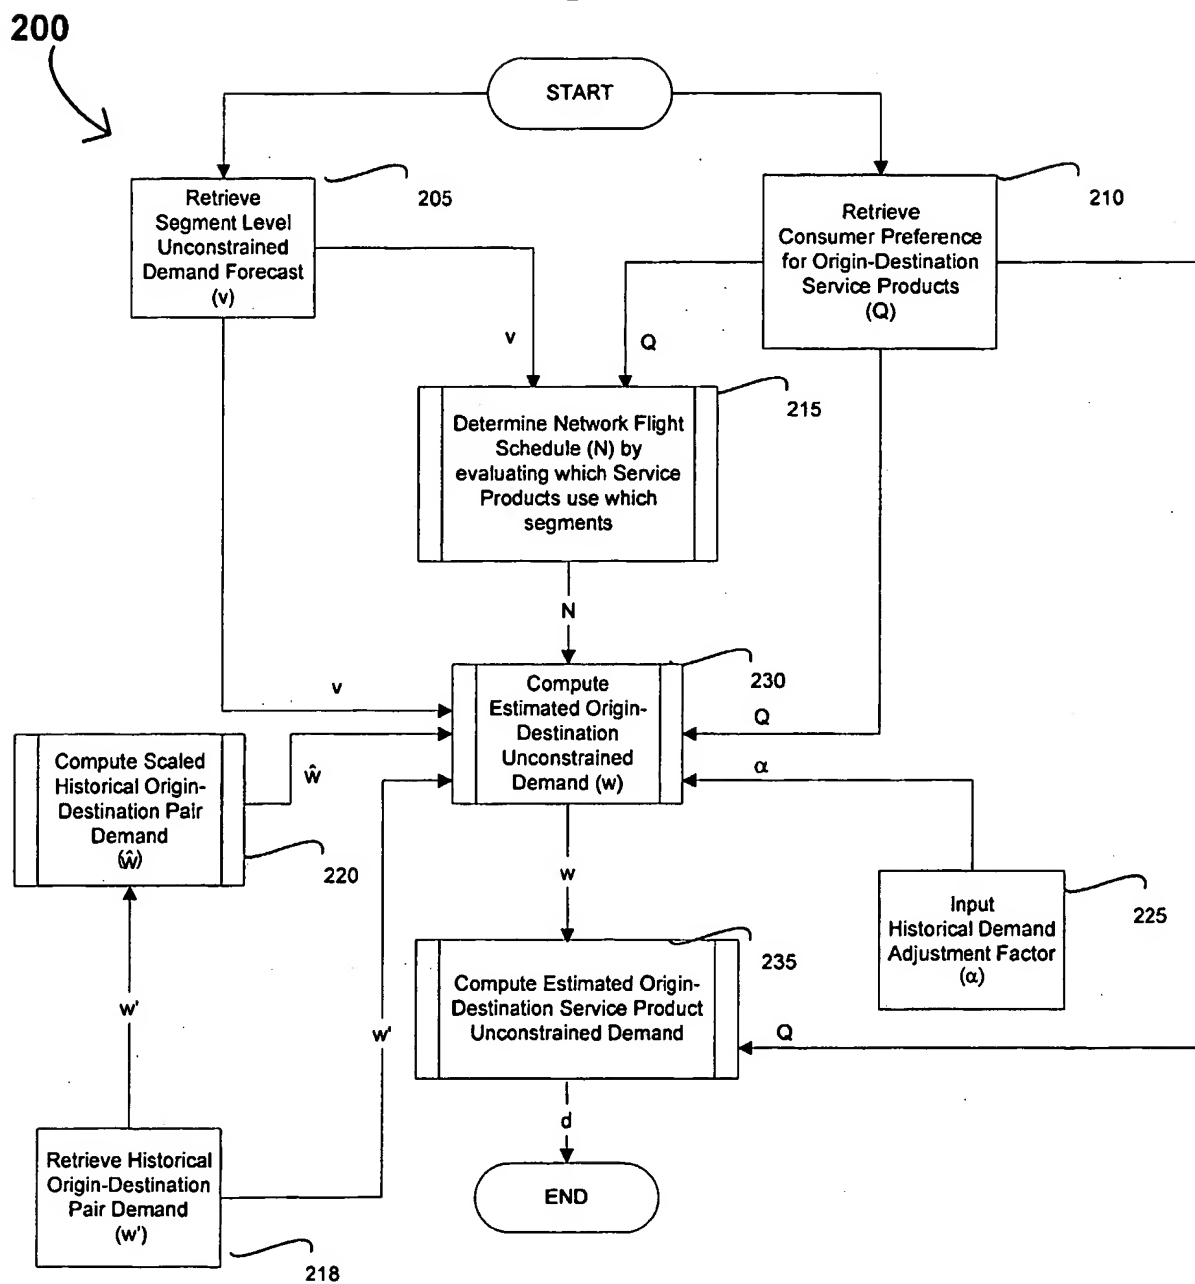 200
START
Retrieve
Segment Level
Unconstrained
Demand Forecast
(v)
205
Retrieve
Consumer Preference
for Origin-Destination
Service Products
(Q)
210
v
Q
Determine Network Flight
Schedule (N) by
evaluating which Service
Products use which
segments
215
N
v
Compute
Estimated Origin-
Destination
Unconstrained
Demand (w)
230
Q
α
Compute Scaled
Historical Origin-
Destination Pair
Demand
(ŵ)
ŵ
220
w
Input
Historical Demand
Adjustment Factor
(α)
225
Compute Estimated Origin-
Destination Service Product
Unconstrained Demand
235
w'
w'
Q
d
Retrieve Historical
Origin-Destination
Pair Demand
(w')
218
END